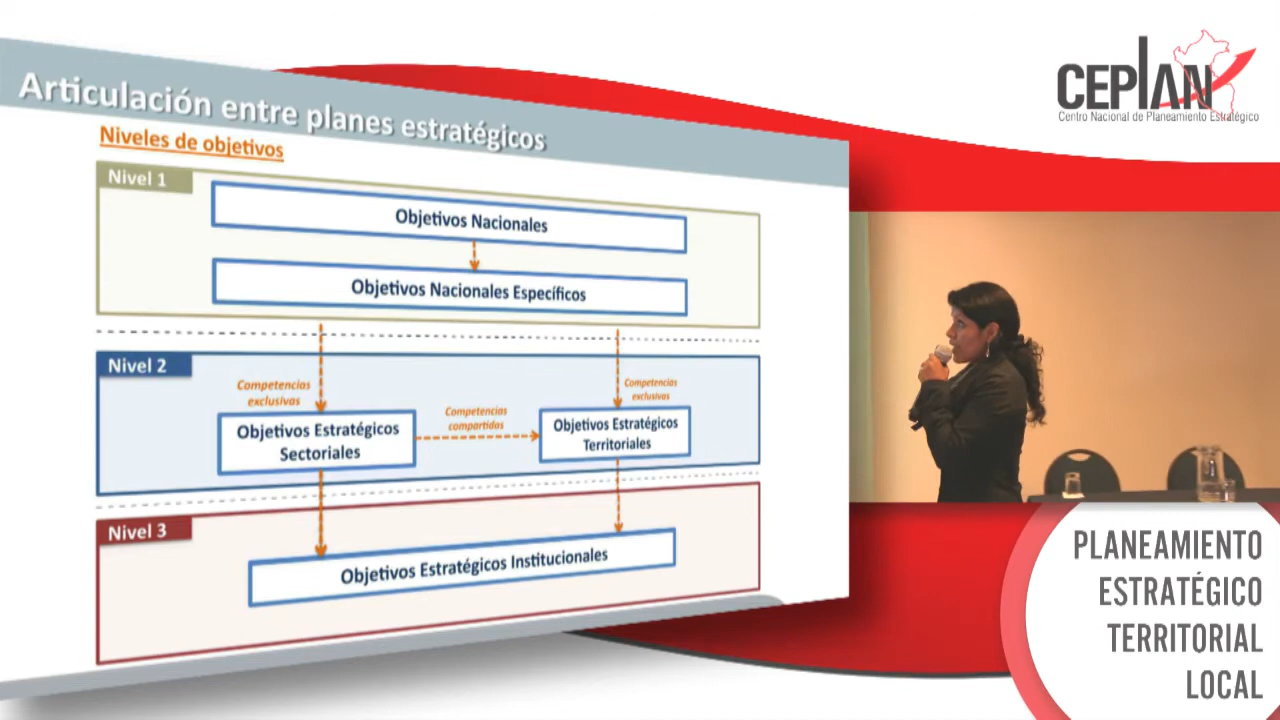 Articulación entre planes estratégicos
Niveles de objetivos
Nivel 1
Objetivos Nacionales
Objetivos Nacionales Específicos
Nivel 2
Competencias
exclusivas
Competencias
exclusivas
Competencias
compartidas
Objetivos Estratégicos
Sectoriales
Objetivos Estratégicos
Territoriales
Nivel 3
Objetivos Estratégicos Institucionales
CEPLAN
Centro Nacional de Planeamiento Estratégico
PLANEAMIENTO
ESTRATÉGICO
TERRITORIAL
LOCAL